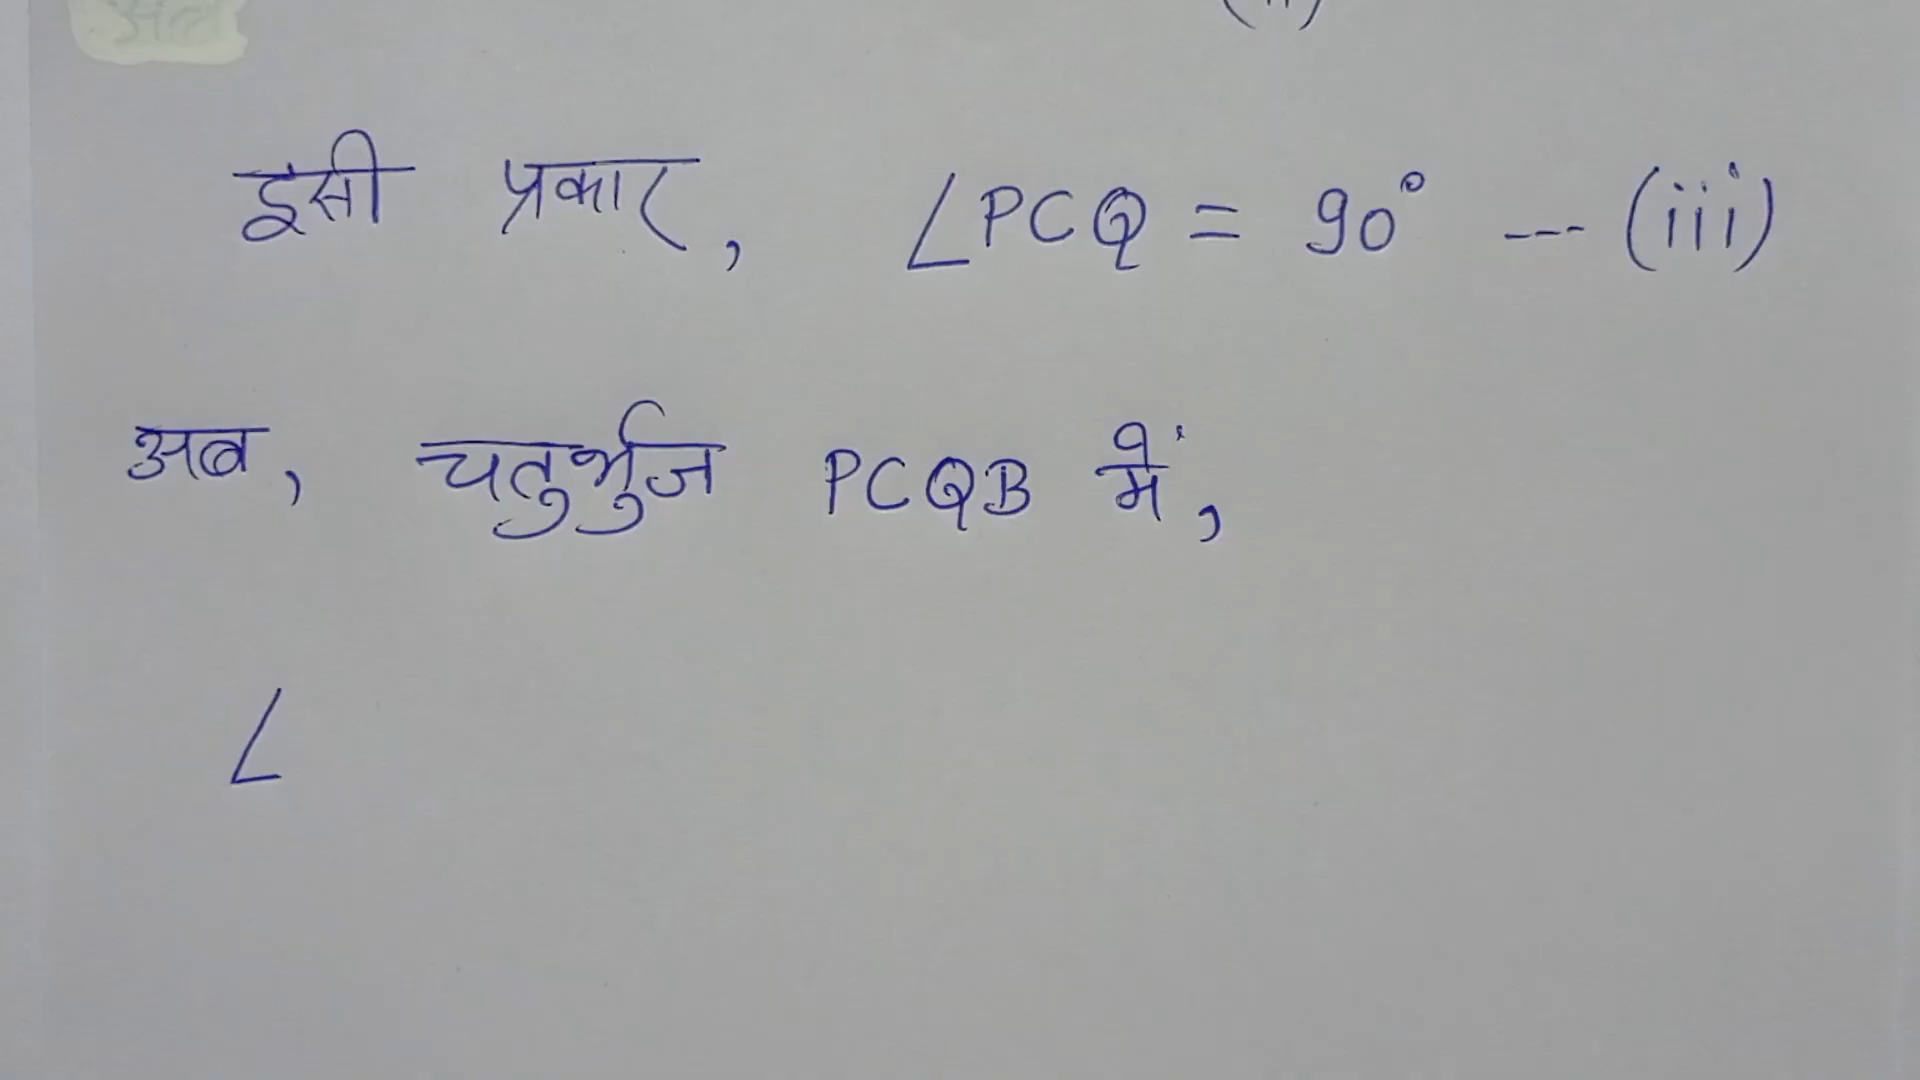 इसी प्रकार, ∠PCQ = 90° --- (iii)
अब, चतुर्भुज PCQB में,
∠